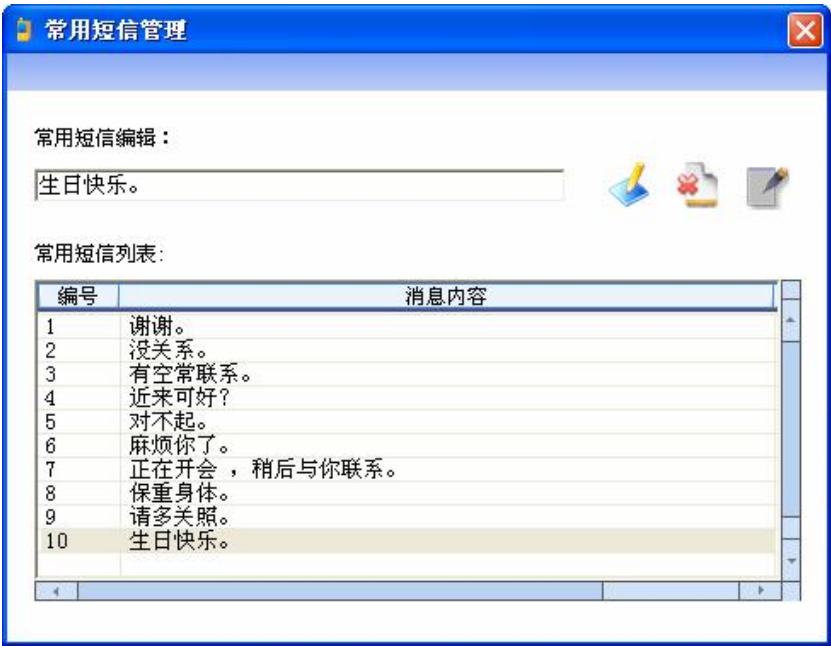 常用短信管理
常用短信编辑：
生日快乐。
常用短信列表:
编号 消息内容
1 谢谢。
2 没关系。
3 有空常联系。
4 近来可好?
5 对不起。
6 麻烦你了。
7 正在开会 ，稍后与你联系。
8 保重身体。
9 请多关照。
10 生日快乐。